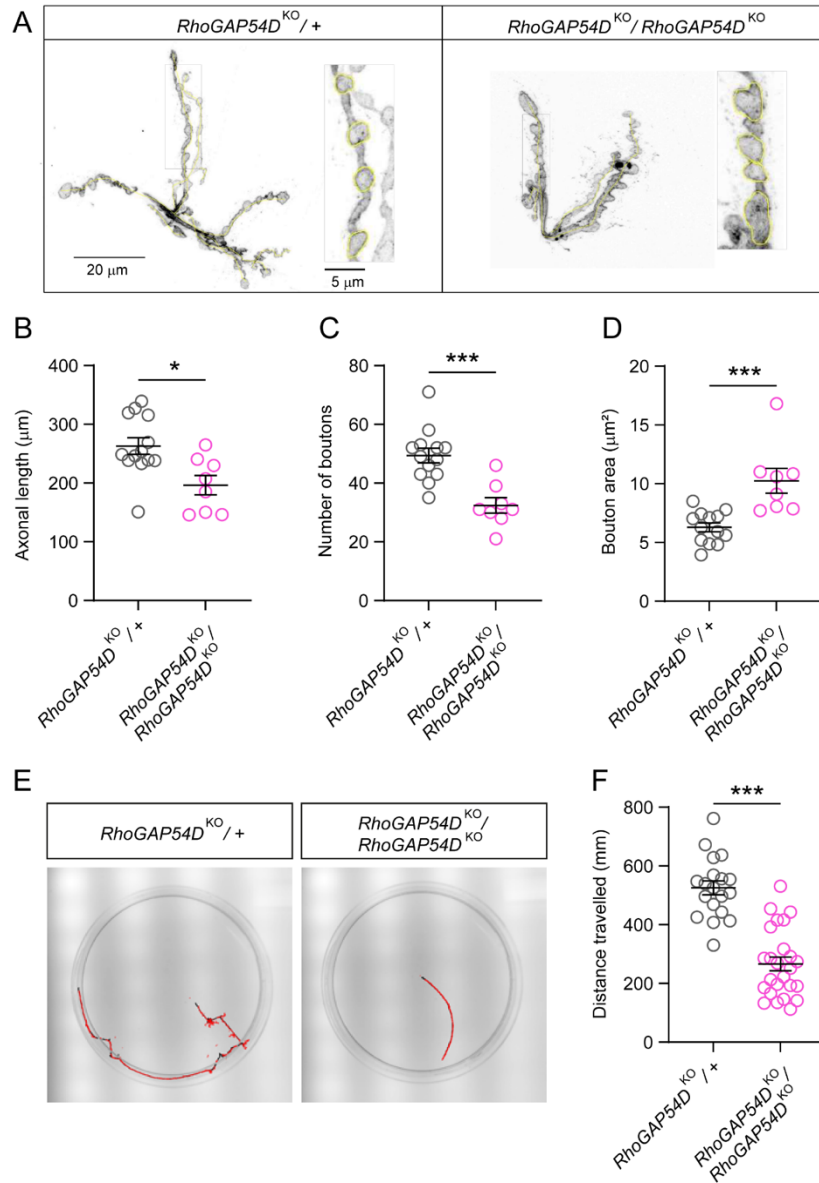 A
RhoGAP54D^KO / +
RhoGAP54D^KO / RhoGAP54D^KO
20 μm
5 μm
B
*
Axonal length (μm)
400
300
200
100
0
RhoGAP54D^KO / +
RhoGAP54D^KO /
RhoGAP54D^KO
C
***
Number of boutons
80
60
40
20
0
RhoGAP54D^KO / +
RhoGAP54D^KO /
RhoGAP54D^KO
D
***
Bouton area (μm²)
20
15
10
5
0
RhoGAP54D^KO / +
RhoGAP54D^KO /
RhoGAP54D^KO
E
RhoGAP54D^KO / +
RhoGAP54D^KO /
RhoGAP54D^KO
F
***
Distance travelled (mm)
800
600
400
200
0
RhoGAP54D^KO / +
RhoGAP54D^KO /
RhoGAP54D^KO